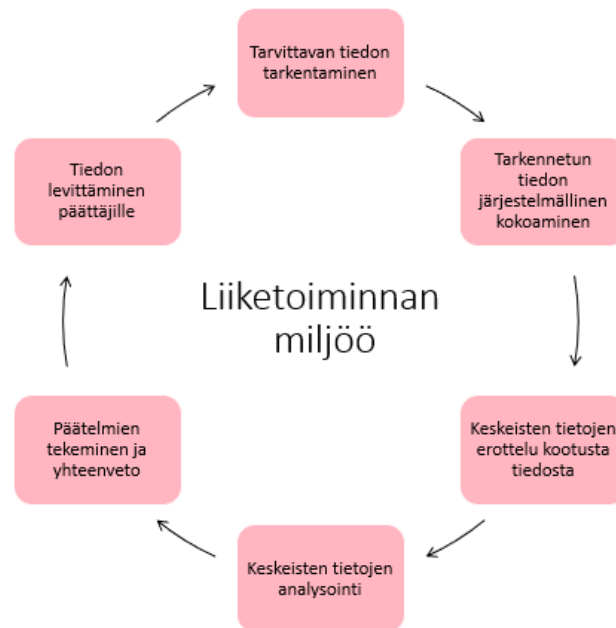 Tarvittavan tiedon
tarkentaminen
Tarkennetun
tiedon
järjestelmällinen
kokoaminen
Keskeisten tietojen
erottelu kootusta
tiedosta
Keskeisten tietojen
analysointi
Päätelmien
tekeminen ja
yhteenveto
Tiedon
levittäminen
päättäjille
Liiketoiminnan
miljöö